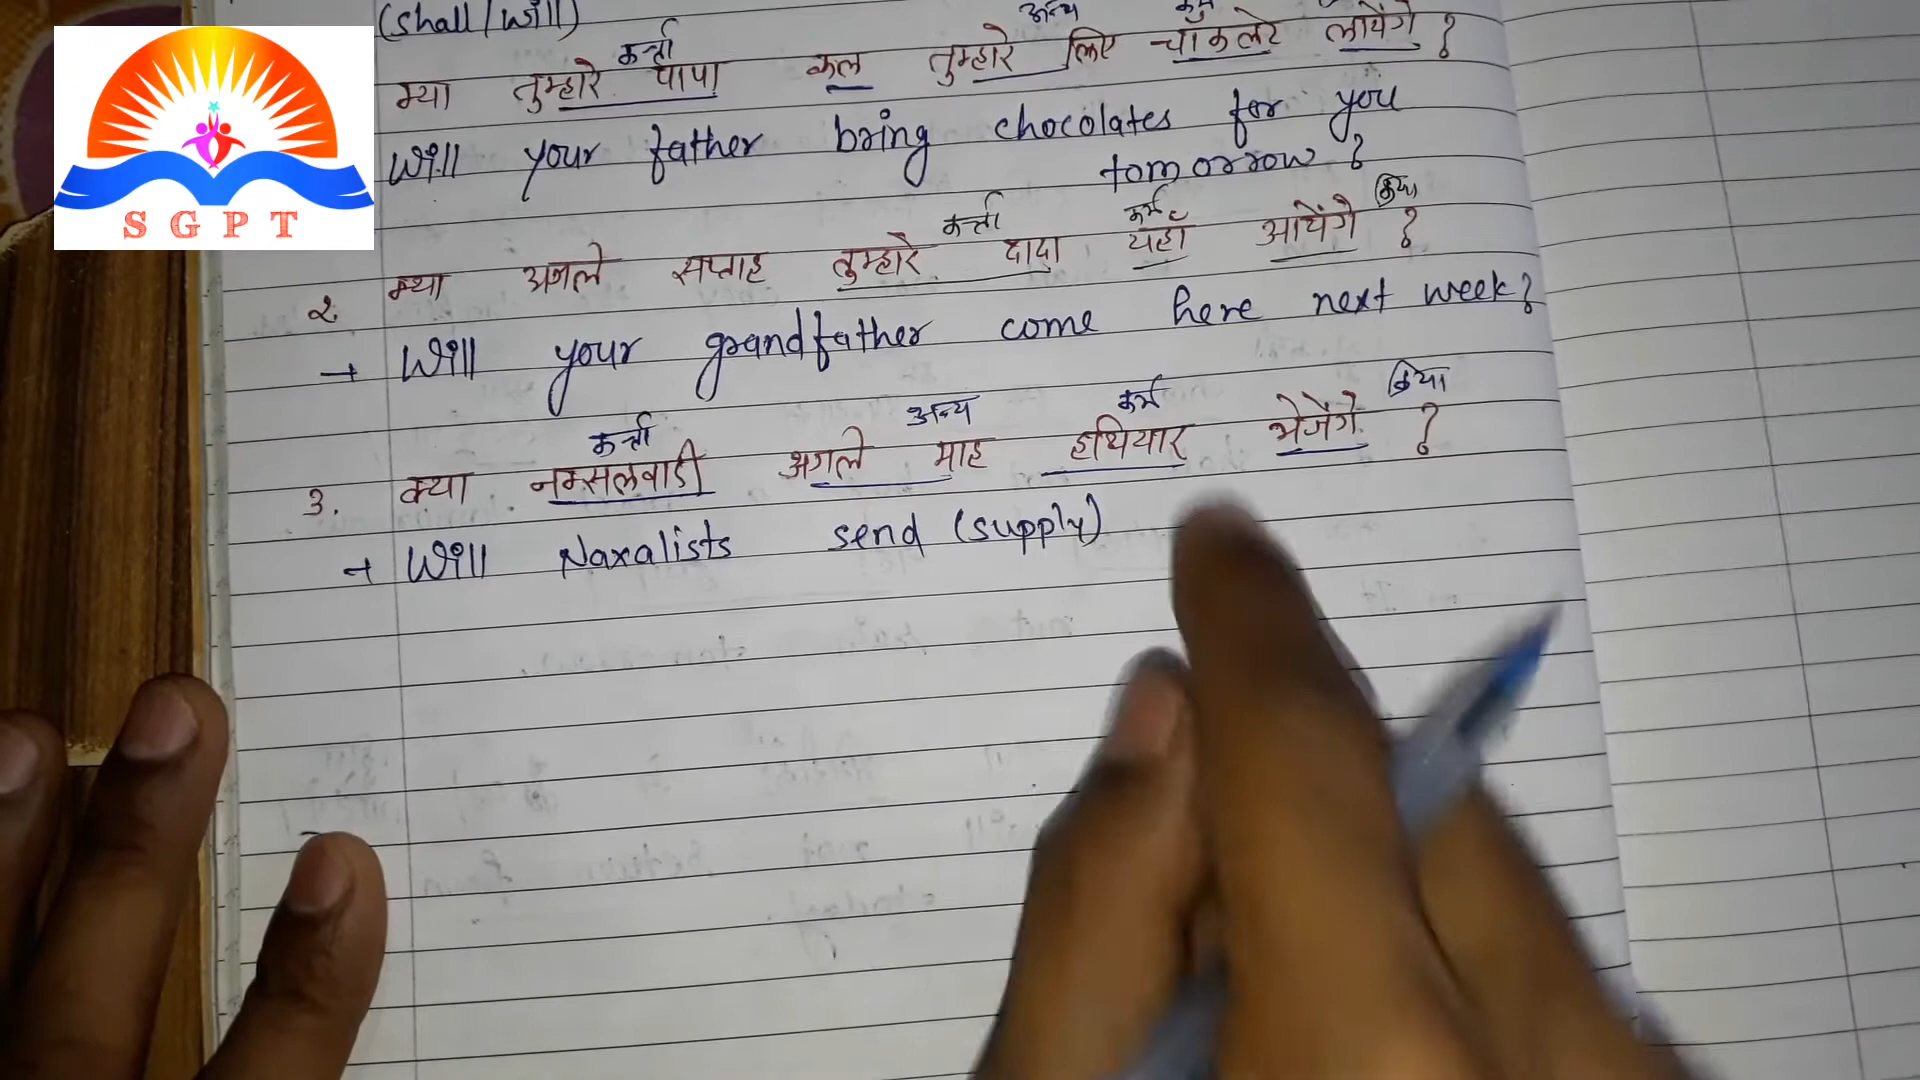 (shall/will)
कर्त्ता अन्य कर्म
क्या तुम्हारे पापा कल तुम्हारे लिए चॉकलेट लायेंगे ?
Will your father bring chocolates for you
tomorrow ?
कर्त्ता कर्म क्रिया
२. क्या अगले सप्ताह तुम्हारे दादा यहाँ आयेंगे ?
→ Will your grandfather come here next week?
कर्त्ता अन्य कर्म क्रिया
3. क्या नक्सलवादी अगले माह हथियार भेजेंगे ?
→ Will Naxalists send (supply)
SGPT